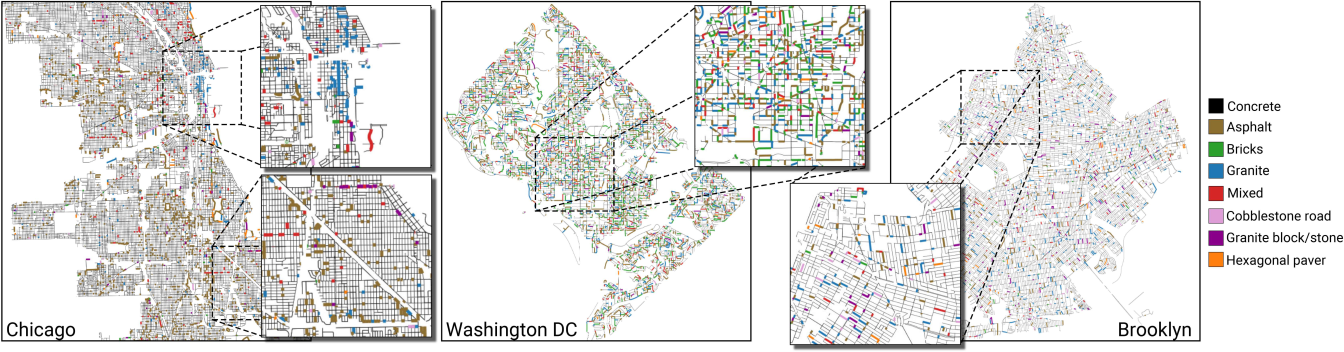 Chicago
Washington DC
Brooklyn
Concrete
Asphalt
Bricks
Granite
Mixed
Cobblestone road
Granite block/stone
Hexagonal paver